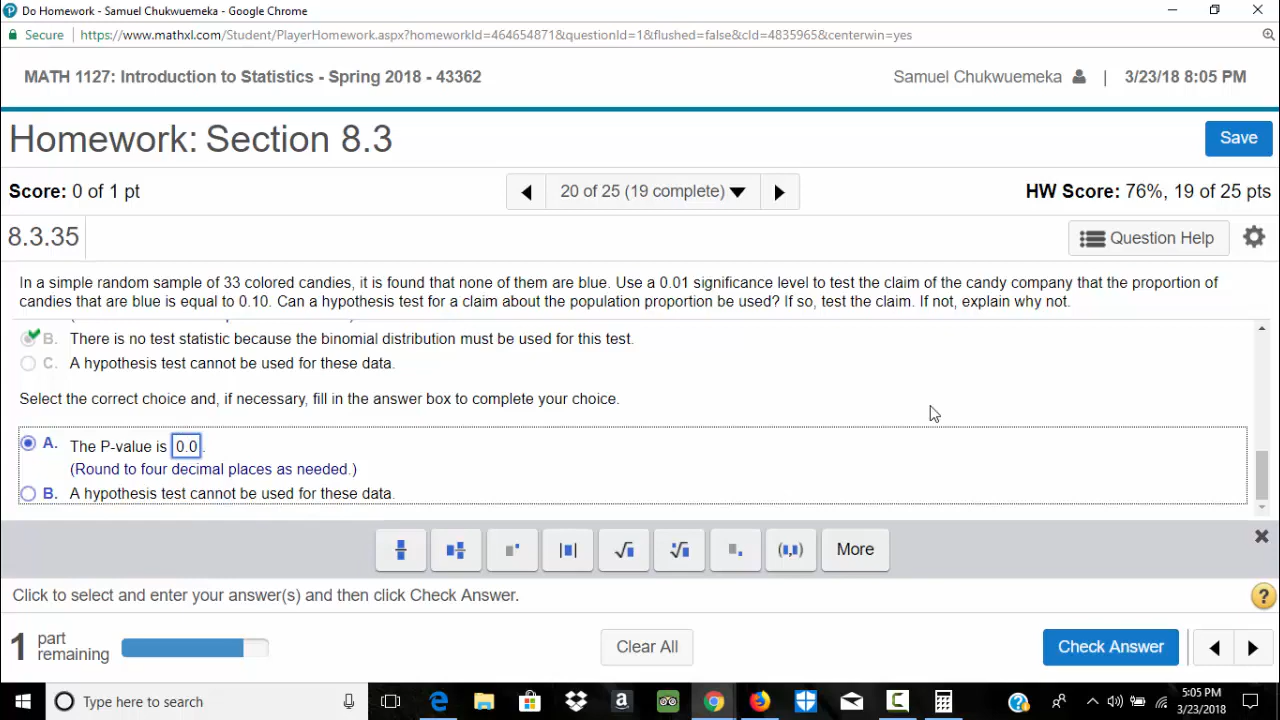 Do Homework - Samuel Chukwuemeka - Google Chrome
Secure | https://www.mathxl.com/Student/PlayerHomework.aspx?homeworkId=464654871&questionId=1&flushed=false&cId=4835965&centerwin=yes
MATH 1127: Introduction to Statistics - Spring 2018 - 43362
Samuel Chukwuemeka | 3/23/18 8:05 PM
Homework: Section 8.3
Save
Score: 0 of 1 pt
20 of 25 (19 complete)
HW Score: 76%, 19 of 25 pts
8.3.35
Question Help
In a simple random sample of 33 colored candies, it is found that none of them are blue. Use a 0.01 significance level to test the claim of the candy company that the proportion of
candies that are blue is equal to 0.10. Can a hypothesis test for a claim about the population proportion be used? If so, test the claim. If not, explain why not.
B. There is no test statistic because the binomial distribution must be used for this test.
C. A hypothesis test cannot be used for these data.
Select the correct choice and, if necessary, fill in the answer box to complete your choice.
A. The P-value is 0.0.
(Round to four decimal places as needed.)
B. A hypothesis test cannot be used for these data.
More
Click to select and enter your answer(s) and then click Check Answer.
?
1 part
remaining
Clear All
Check Answer
Type here to search
5:05 PM
3/23/2018